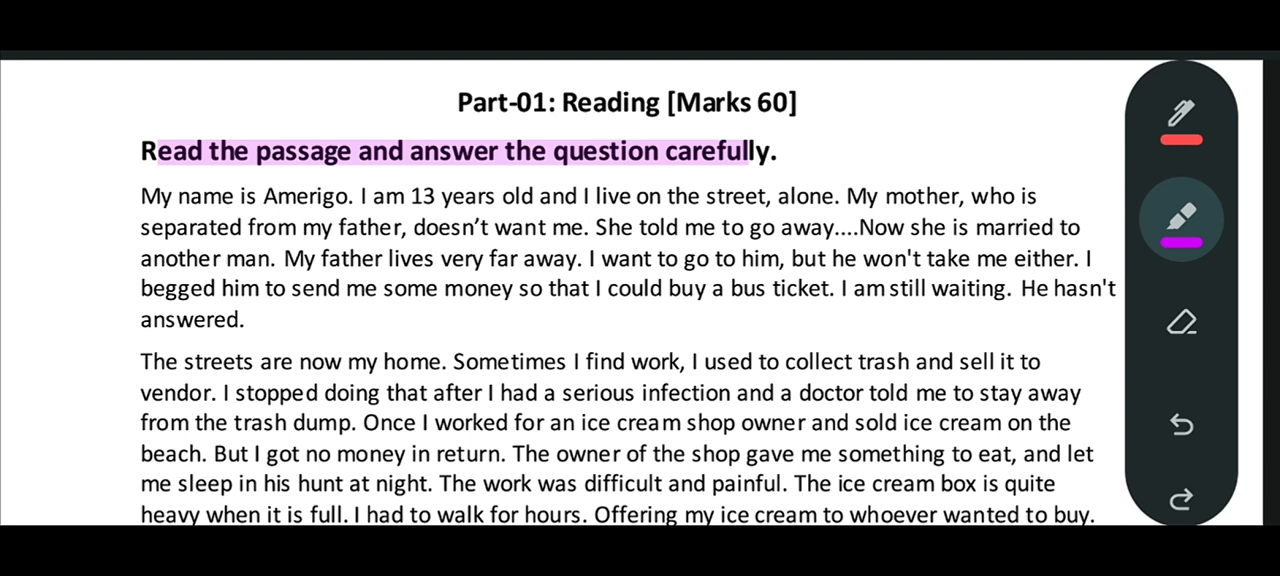 Part-01: Reading [Marks 60]
Read the passage and answer the question carefully.
My name is Amerigo. I am 13 years old and I live on the street, alone. My mother, who is
separated from my father, doesn’t want me. She told me to go away....Now she is married to
another man. My father lives very far away. I want to go to him, but he won't take me either. I
begged him to send me some money so that I could buy a bus ticket. I am still waiting. He hasn't
answered.
The streets are now my home. Sometimes I find work, I used to collect trash and sell it to
vendor. I stopped doing that after I had a serious infection and a doctor told me to stay away
from the trash dump. Once I worked for an ice cream shop owner and sold ice cream on the
beach. But I got no money in return. The owner of the shop gave me something to eat, and let
me sleep in his hunt at night. The work was difficult and painful. The ice cream box is quite
heavy when it is full. I had to walk for hours. Offering my ice cream to whoever wanted to buy.